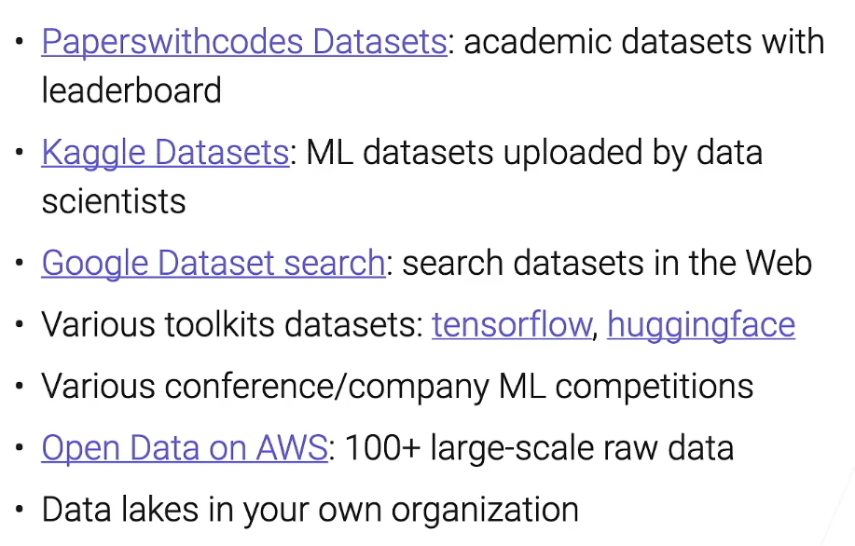 • Paperswithcodes Datasets: academic datasets with
leaderboard
• Kaggle Datasets: ML datasets uploaded by data
scientists
• Google Dataset search: search datasets in the Web
• Various toolkits datasets: tensorflow, huggingface
• Various conference/company ML competitions
• Open Data on AWS: 100+ large-scale raw data
• Data lakes in your own organization